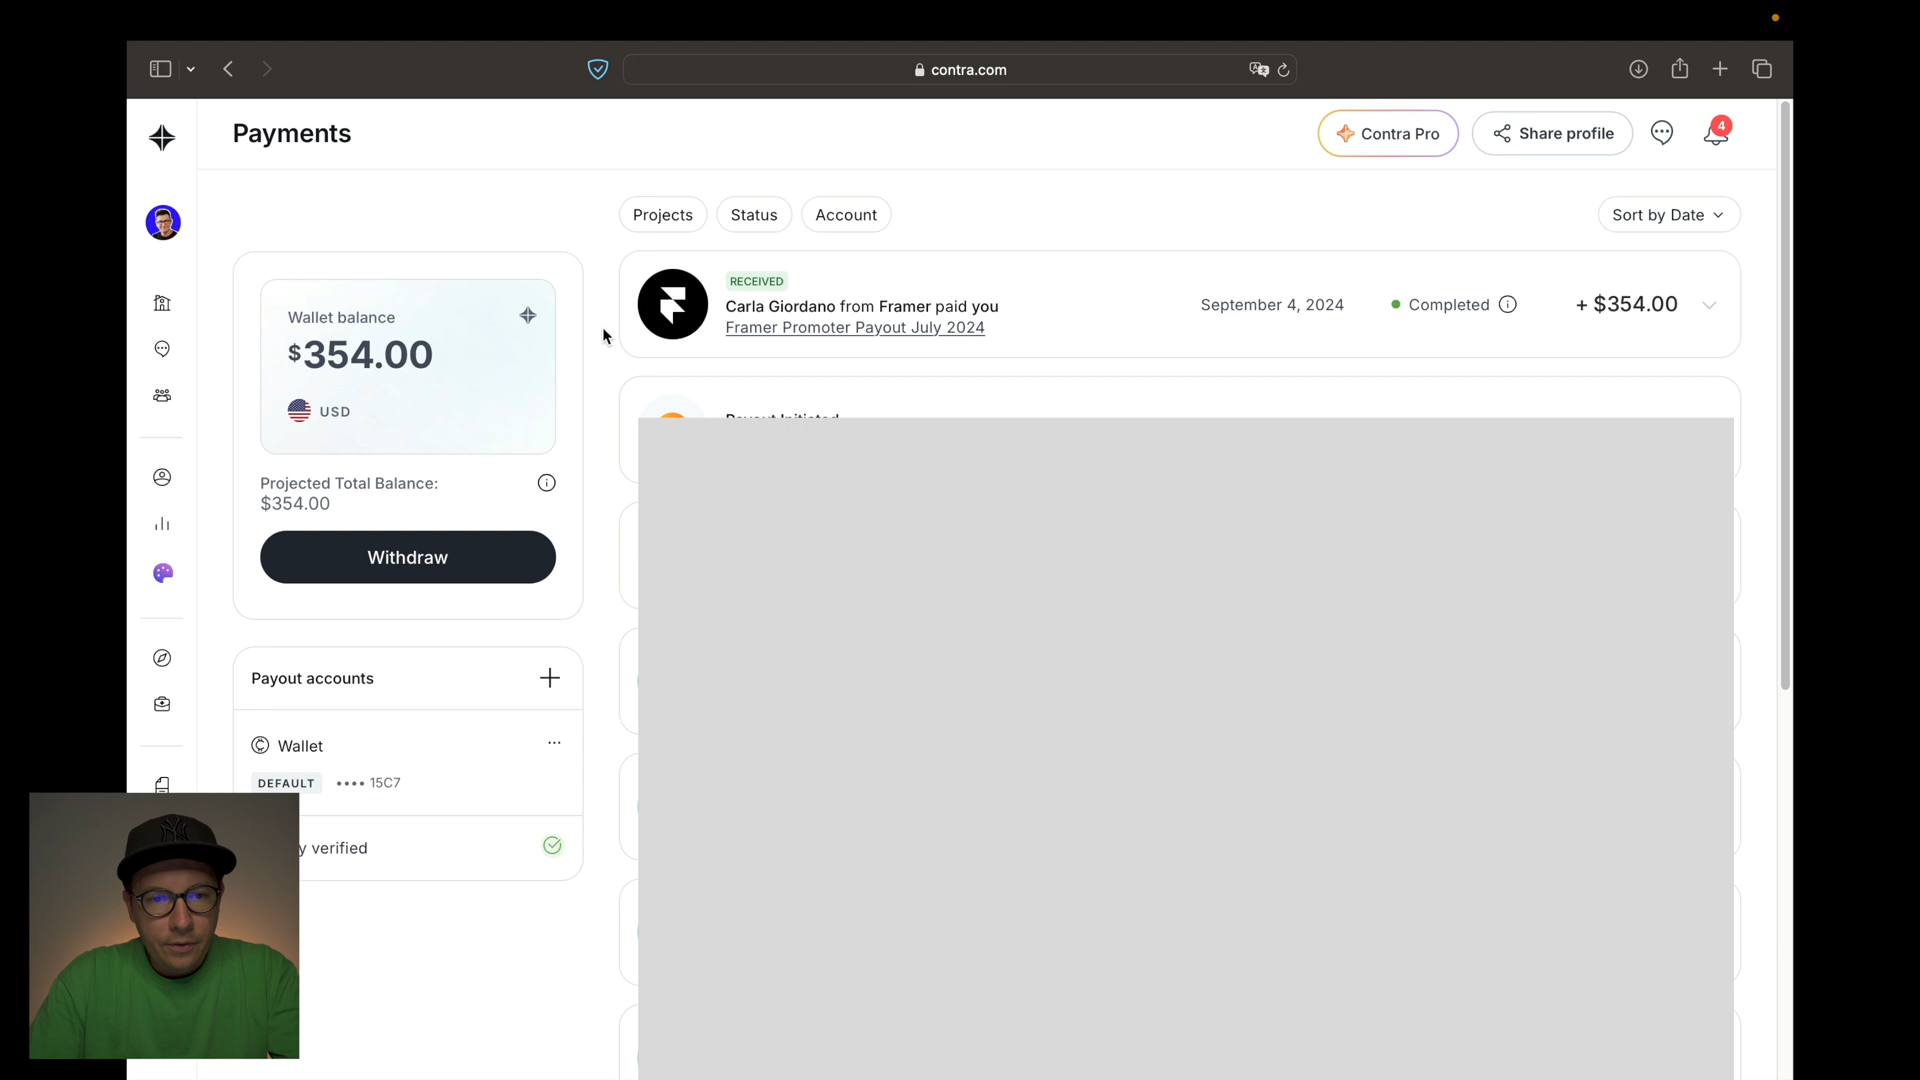 contra.com
Payments
Contra Pro
Share profile
4
Projects
Status
Account
Sort by Date
Wallet balance
$354.00
USD
Projected Total Balance:
$354.00
Withdraw
Payout accounts
Wallet
DEFAULT
•••• 15C7
y verified
RECEIVED
Carla Giordano from Framer paid you
Framer Promoter Payout July 2024
September 4, 2024
Completed
+ $354.00
Payout Initiated